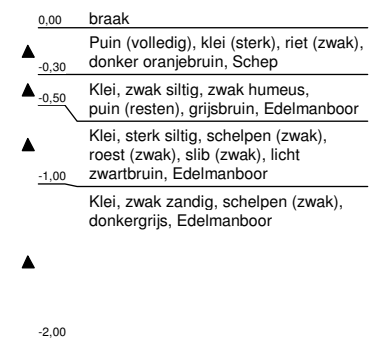 0,00 braak
Puin (volledig), klei (sterk), riet (zwak),
donker oranjebruin, Schep
-0,30
Klei, zwak siltig, zwak humeus,
-0,50
puin (resten), grijsbruin, Edelmanboor
Klei, sterk siltig, schelpen (zwak),
roest (zwak), slib (zwak), licht
zwartbruin, Edelmanboor
-1,00
Klei, zwak zandig, schelpen (zwak),
donkergrijs, Edelmanboor
-2,00